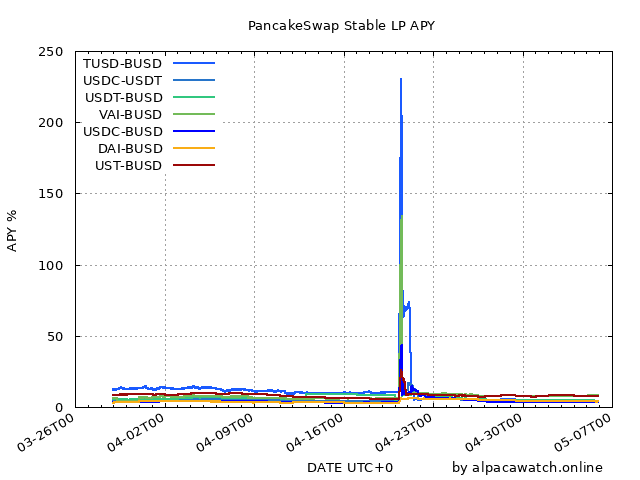 PancakeSwap Stable LP APY
250
200
150
100
50
0
APY %
TUSD-BUSD
USDC-USDT
USDT-BUSD
VAI-BUSD
USDC-BUSD
DAI-BUSD
UST-BUSD
03-26T00
04-02T00
04-09T00
04-16T00
04-23T00
04-30T00
05-07T00
DATE UTC+0
by alpacawatch.online